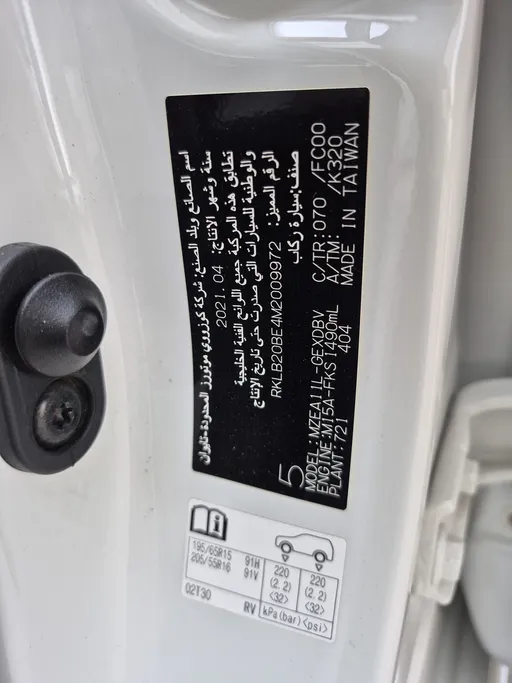 اسم الصانع وبلد الصنع: شركة كوزووي موتورز المحدودة-تايوان
سنة وشهر الإنتاج: 2021.04
تطابق هذه المركبة جميع اللوائح الفنية الخليجية
والوطنية للسيارات التي صدرت حتى تاريخ الإنتاج
الرقم المميز: RKLB20BE4M2009972
صنف: سيارة ركاب
5
MODEL: MZEA11L-GEXDBV
ENGINE: M15A-FKS 1490mL
PLANT: 721 404
C/TR: 070 /FC00
A/TM: /K320
MADE IN TAIWAN
195/65R15 91H
205/55R16 91V
220 (2.2) <32>
220 (2.2) <32>
02T30 RV kPa(bar)<psi>